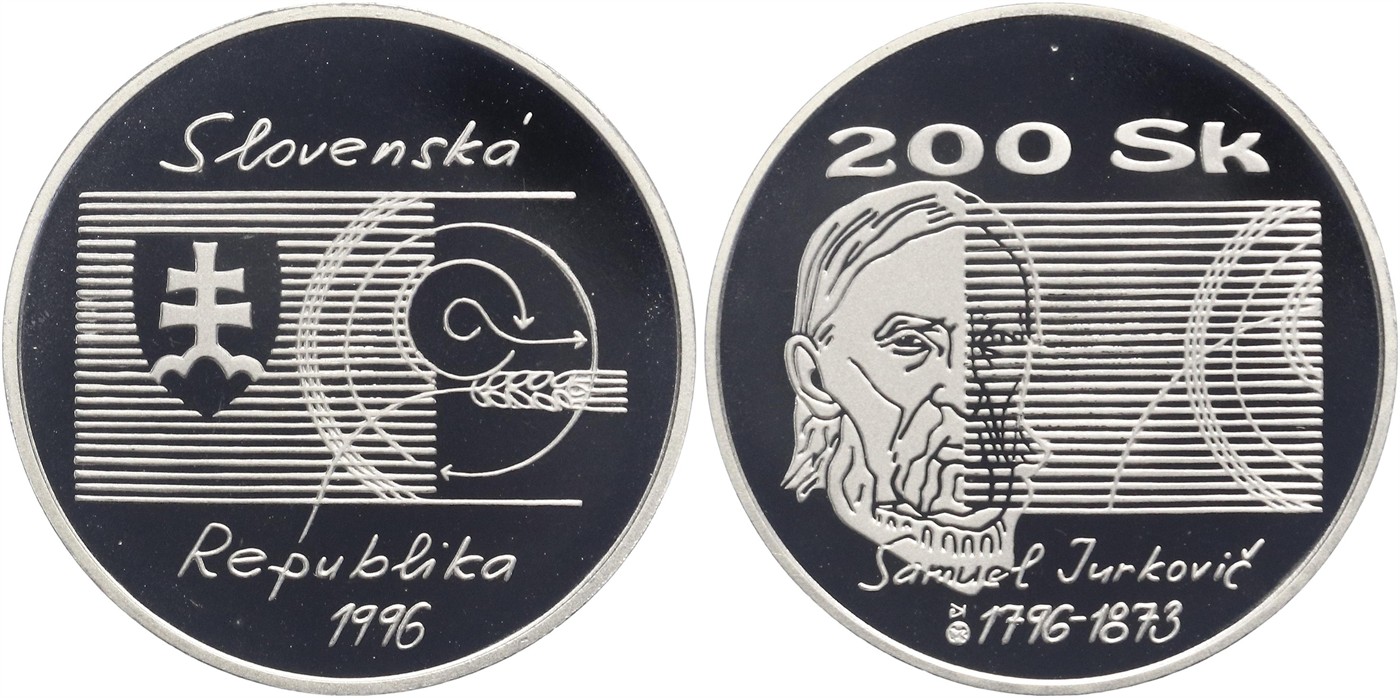 Slovenská
Republika
1996
200 Sk
Samuel Jurkovič
1796-1873